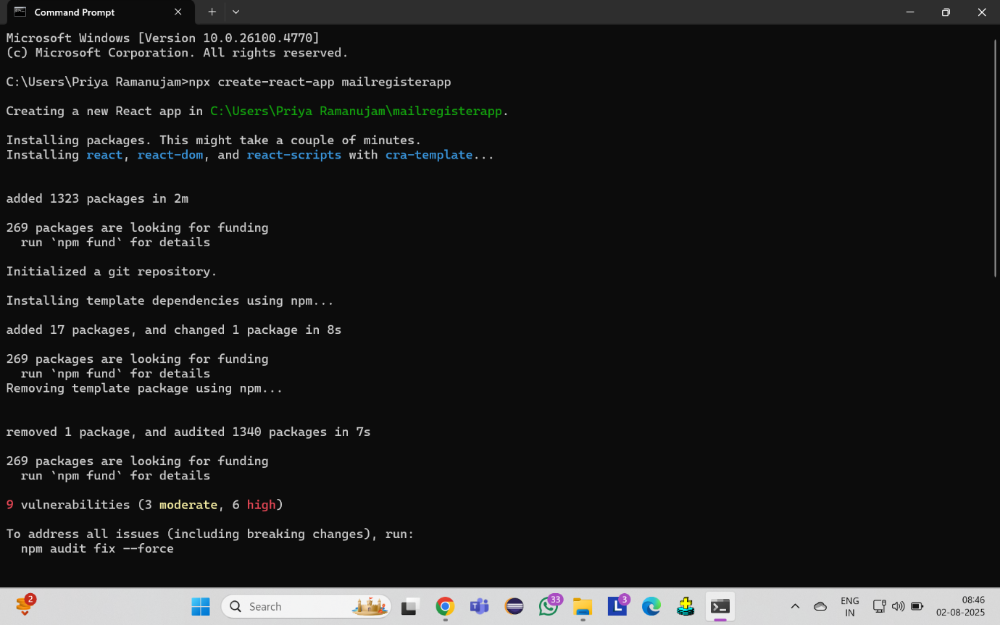 Command Prompt
Microsoft Windows [Version 10.0.26100.4770]
(c) Microsoft Corporation. All rights reserved.
C:\Users\Priya Ramanujam>npx create-react-app mailregisterapp
Creating a new React app in C:\Users\Priya Ramanujam\mailregisterapp.
Installing packages. This might take a couple of minutes.
Installing react, react-dom, and react-scripts with cra-template...
added 1323 packages in 2m
269 packages are looking for funding
run `npm fund` for details
Initialized a git repository.
Installing template dependencies using npm...
added 17 packages, and changed 1 package in 8s
269 packages are looking for funding
run `npm fund` for details
Removing template package using npm...
removed 1 package, and audited 1340 packages in 7s
269 packages are looking for funding
run `npm fund` for details
9 vulnerabilities (3 moderate, 6 high)
To address all issues (including breaking changes), run:
npm audit fix --force
2
Search
T
33
L
3
ENG
IN
08:46
02-08-2025